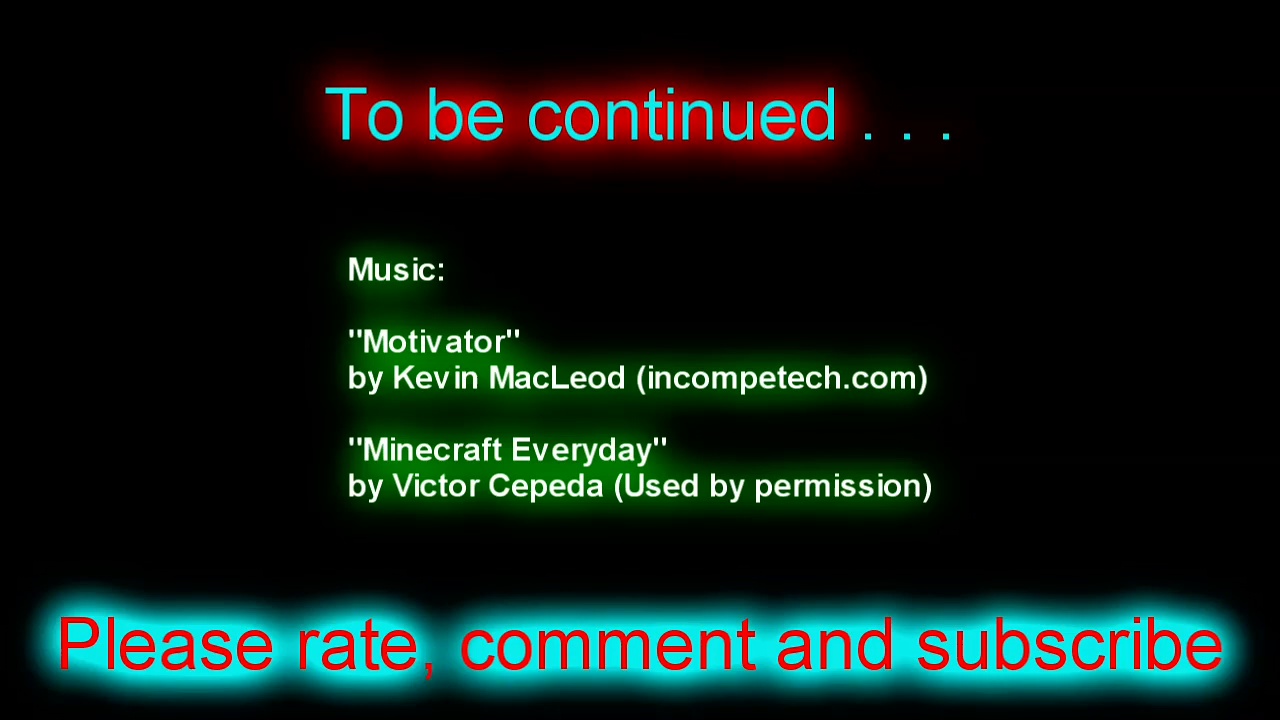 To be continued . . .
Music:
"Motivator"
by Kevin MacLeod (incompetech.com)
"Minecraft Everyday"
by Victor Cepeda (Used by permission)
Please rate, comment and subscribe